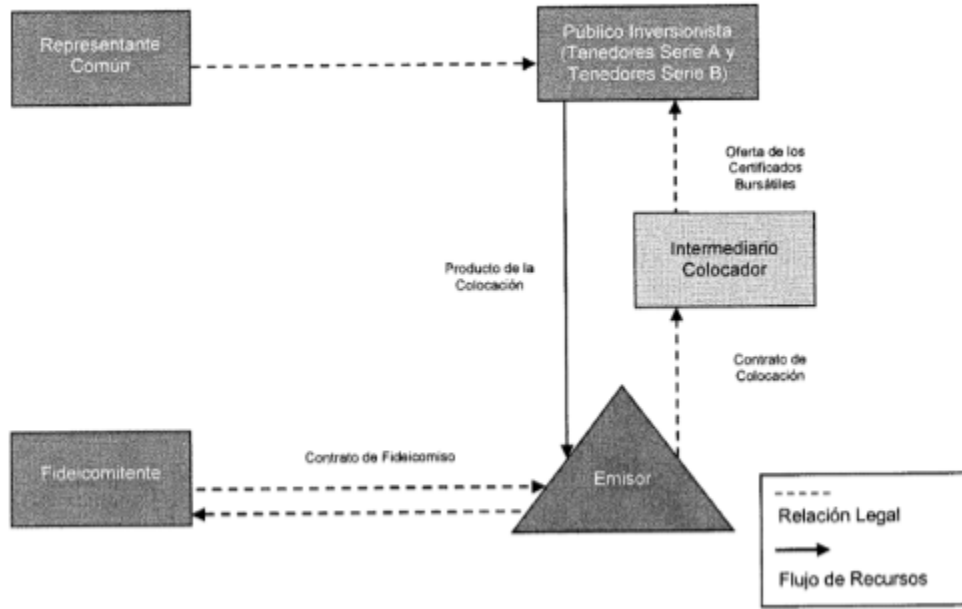 Representante
Común
Público Inversionista
(Tenedores Serie A y
Tenedores Serie B)
Oferta de los
Certificados
Bursátiles
Intermediario
Colocador
Producto de la
Colocación
Contrato de
Colocación
Fideicomitente
Contrato de Fideicomiso
Emisor
Relación Legal
Flujo de Recursos